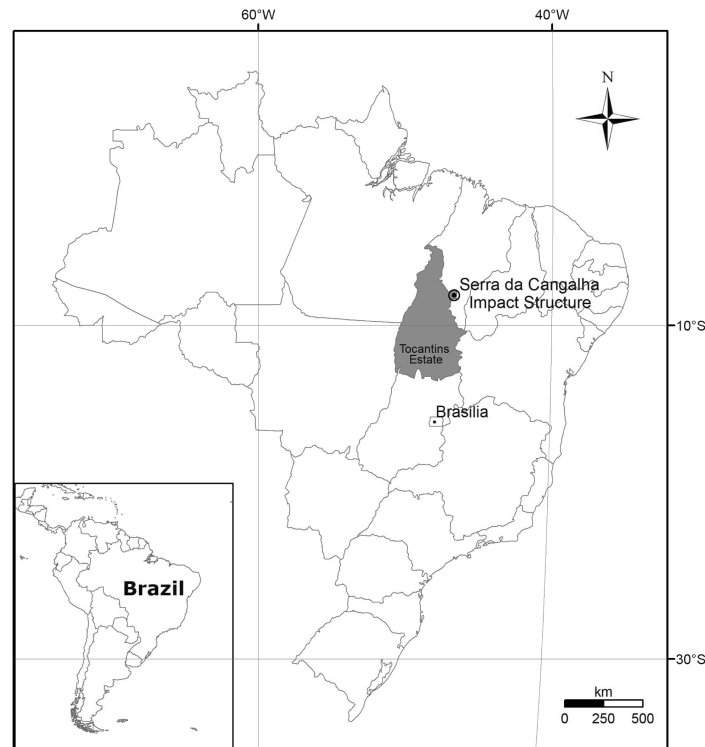 60°W
40°W
N
Serra da Cangalha
Impact Structure
10°S
Tocantins
Estate
Brasília
Brazil
30°S
km
0 250 500